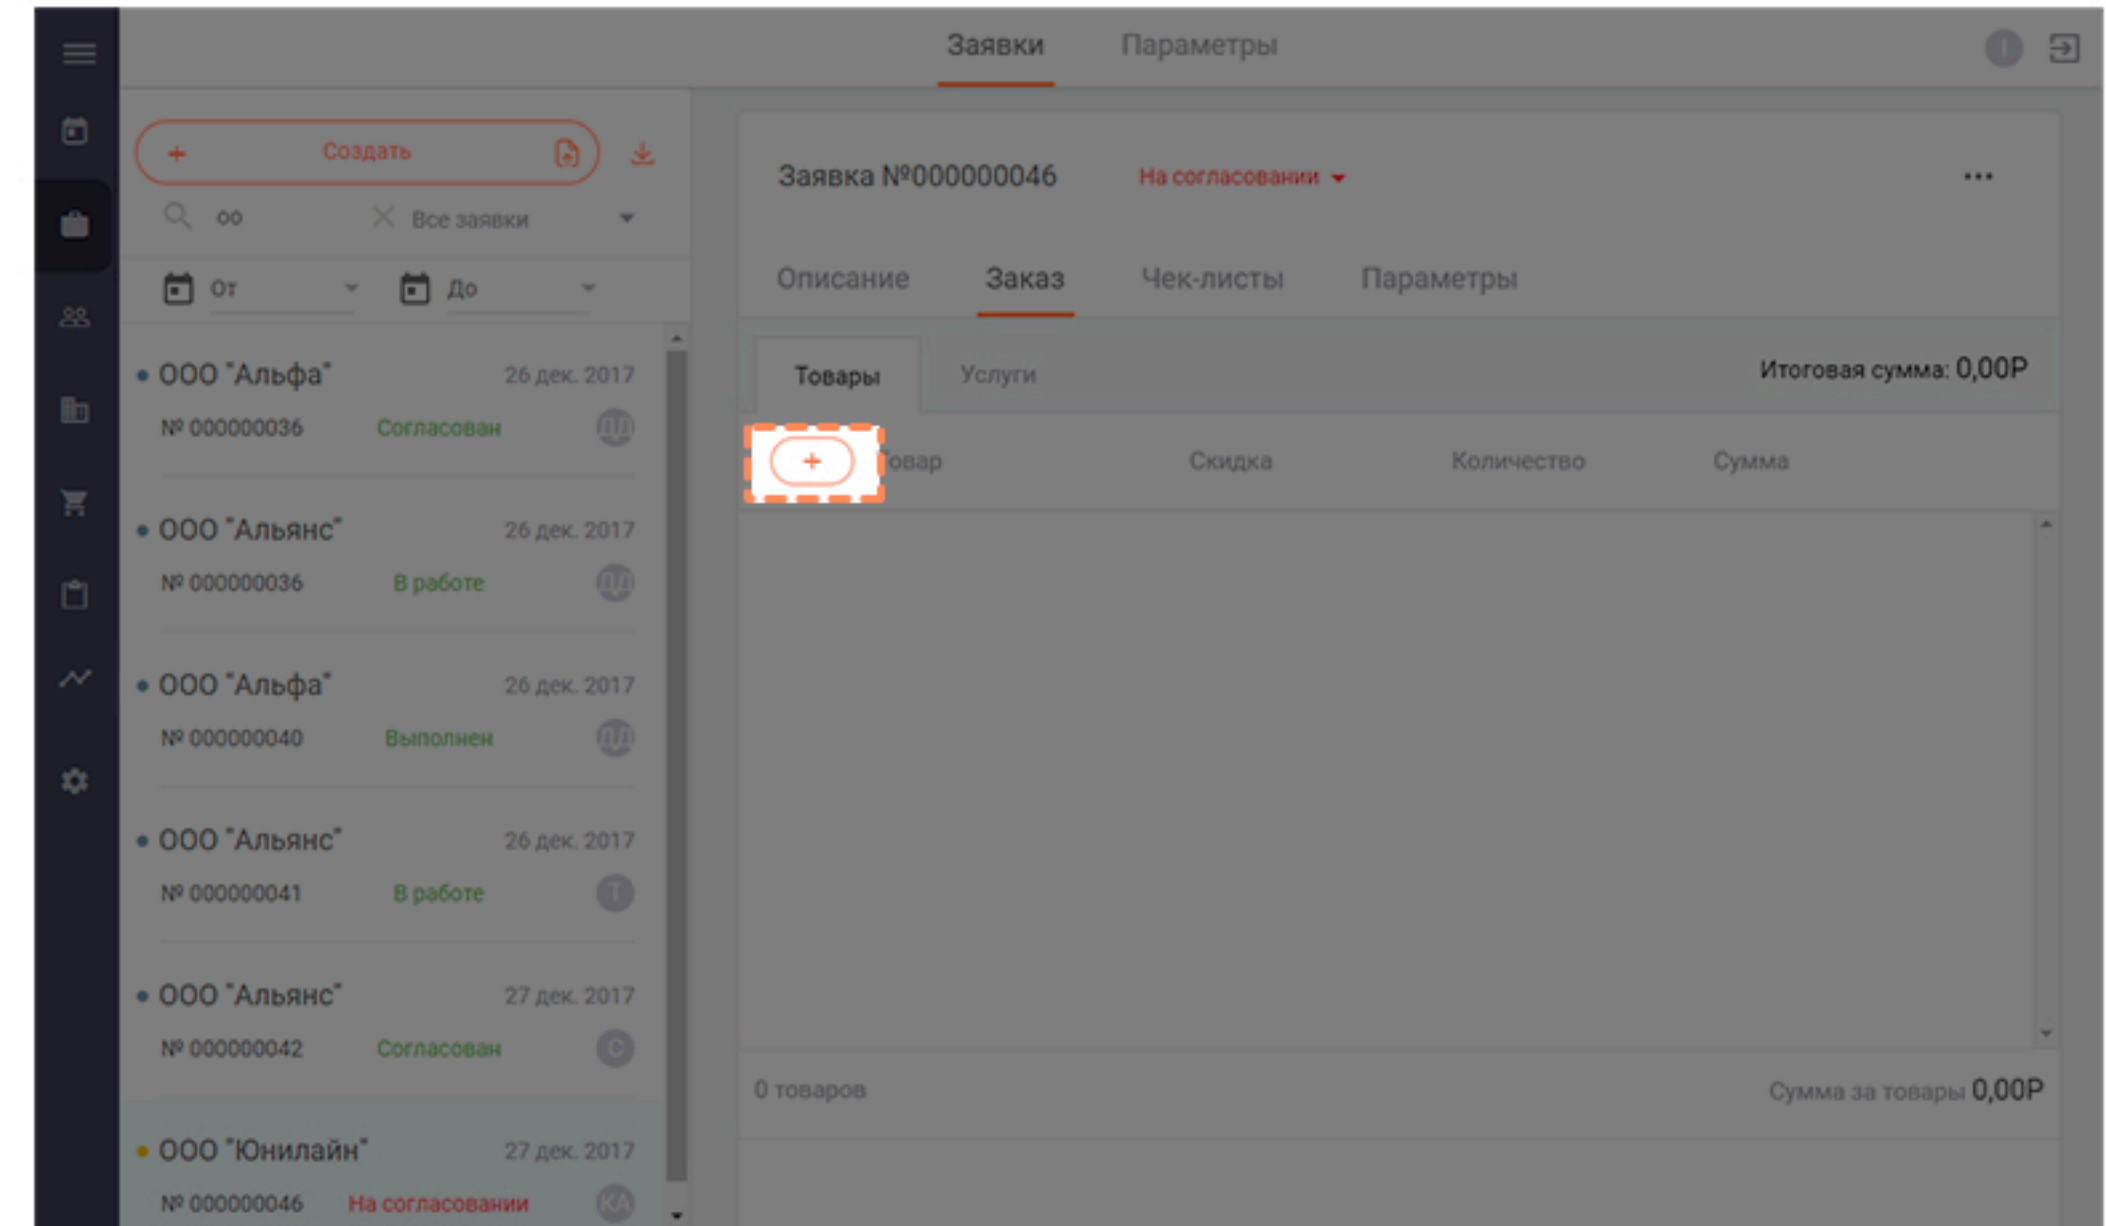 Заявки Параметры
+ Создать
оо Все заявки
От До
ООО "Альфа" 26 дек. 2017
№ 000000036 Согласован
ООО "Альянс" 26 дек. 2017
№ 000000036 В работе
ООО "Альфа" 26 дек. 2017
№ 000000040 Выполнен
ООО "Альянс" 26 дек. 2017
№ 000000041 В работе Т
ООО "Альянс" 27 дек. 2017
№ 000000042 Согласован С
ООО "Юнилайн" 27 дек. 2017
№ 000000046 На согласовании КА
Заявка №000000046 На согласовании ...
Описание Заказ Чек-листы Параметры
Товары Услуги Итоговая сумма: 0,00Р
+ овар Скидка Количество Сумма
0 товаров Сумма за товары 0,00Р